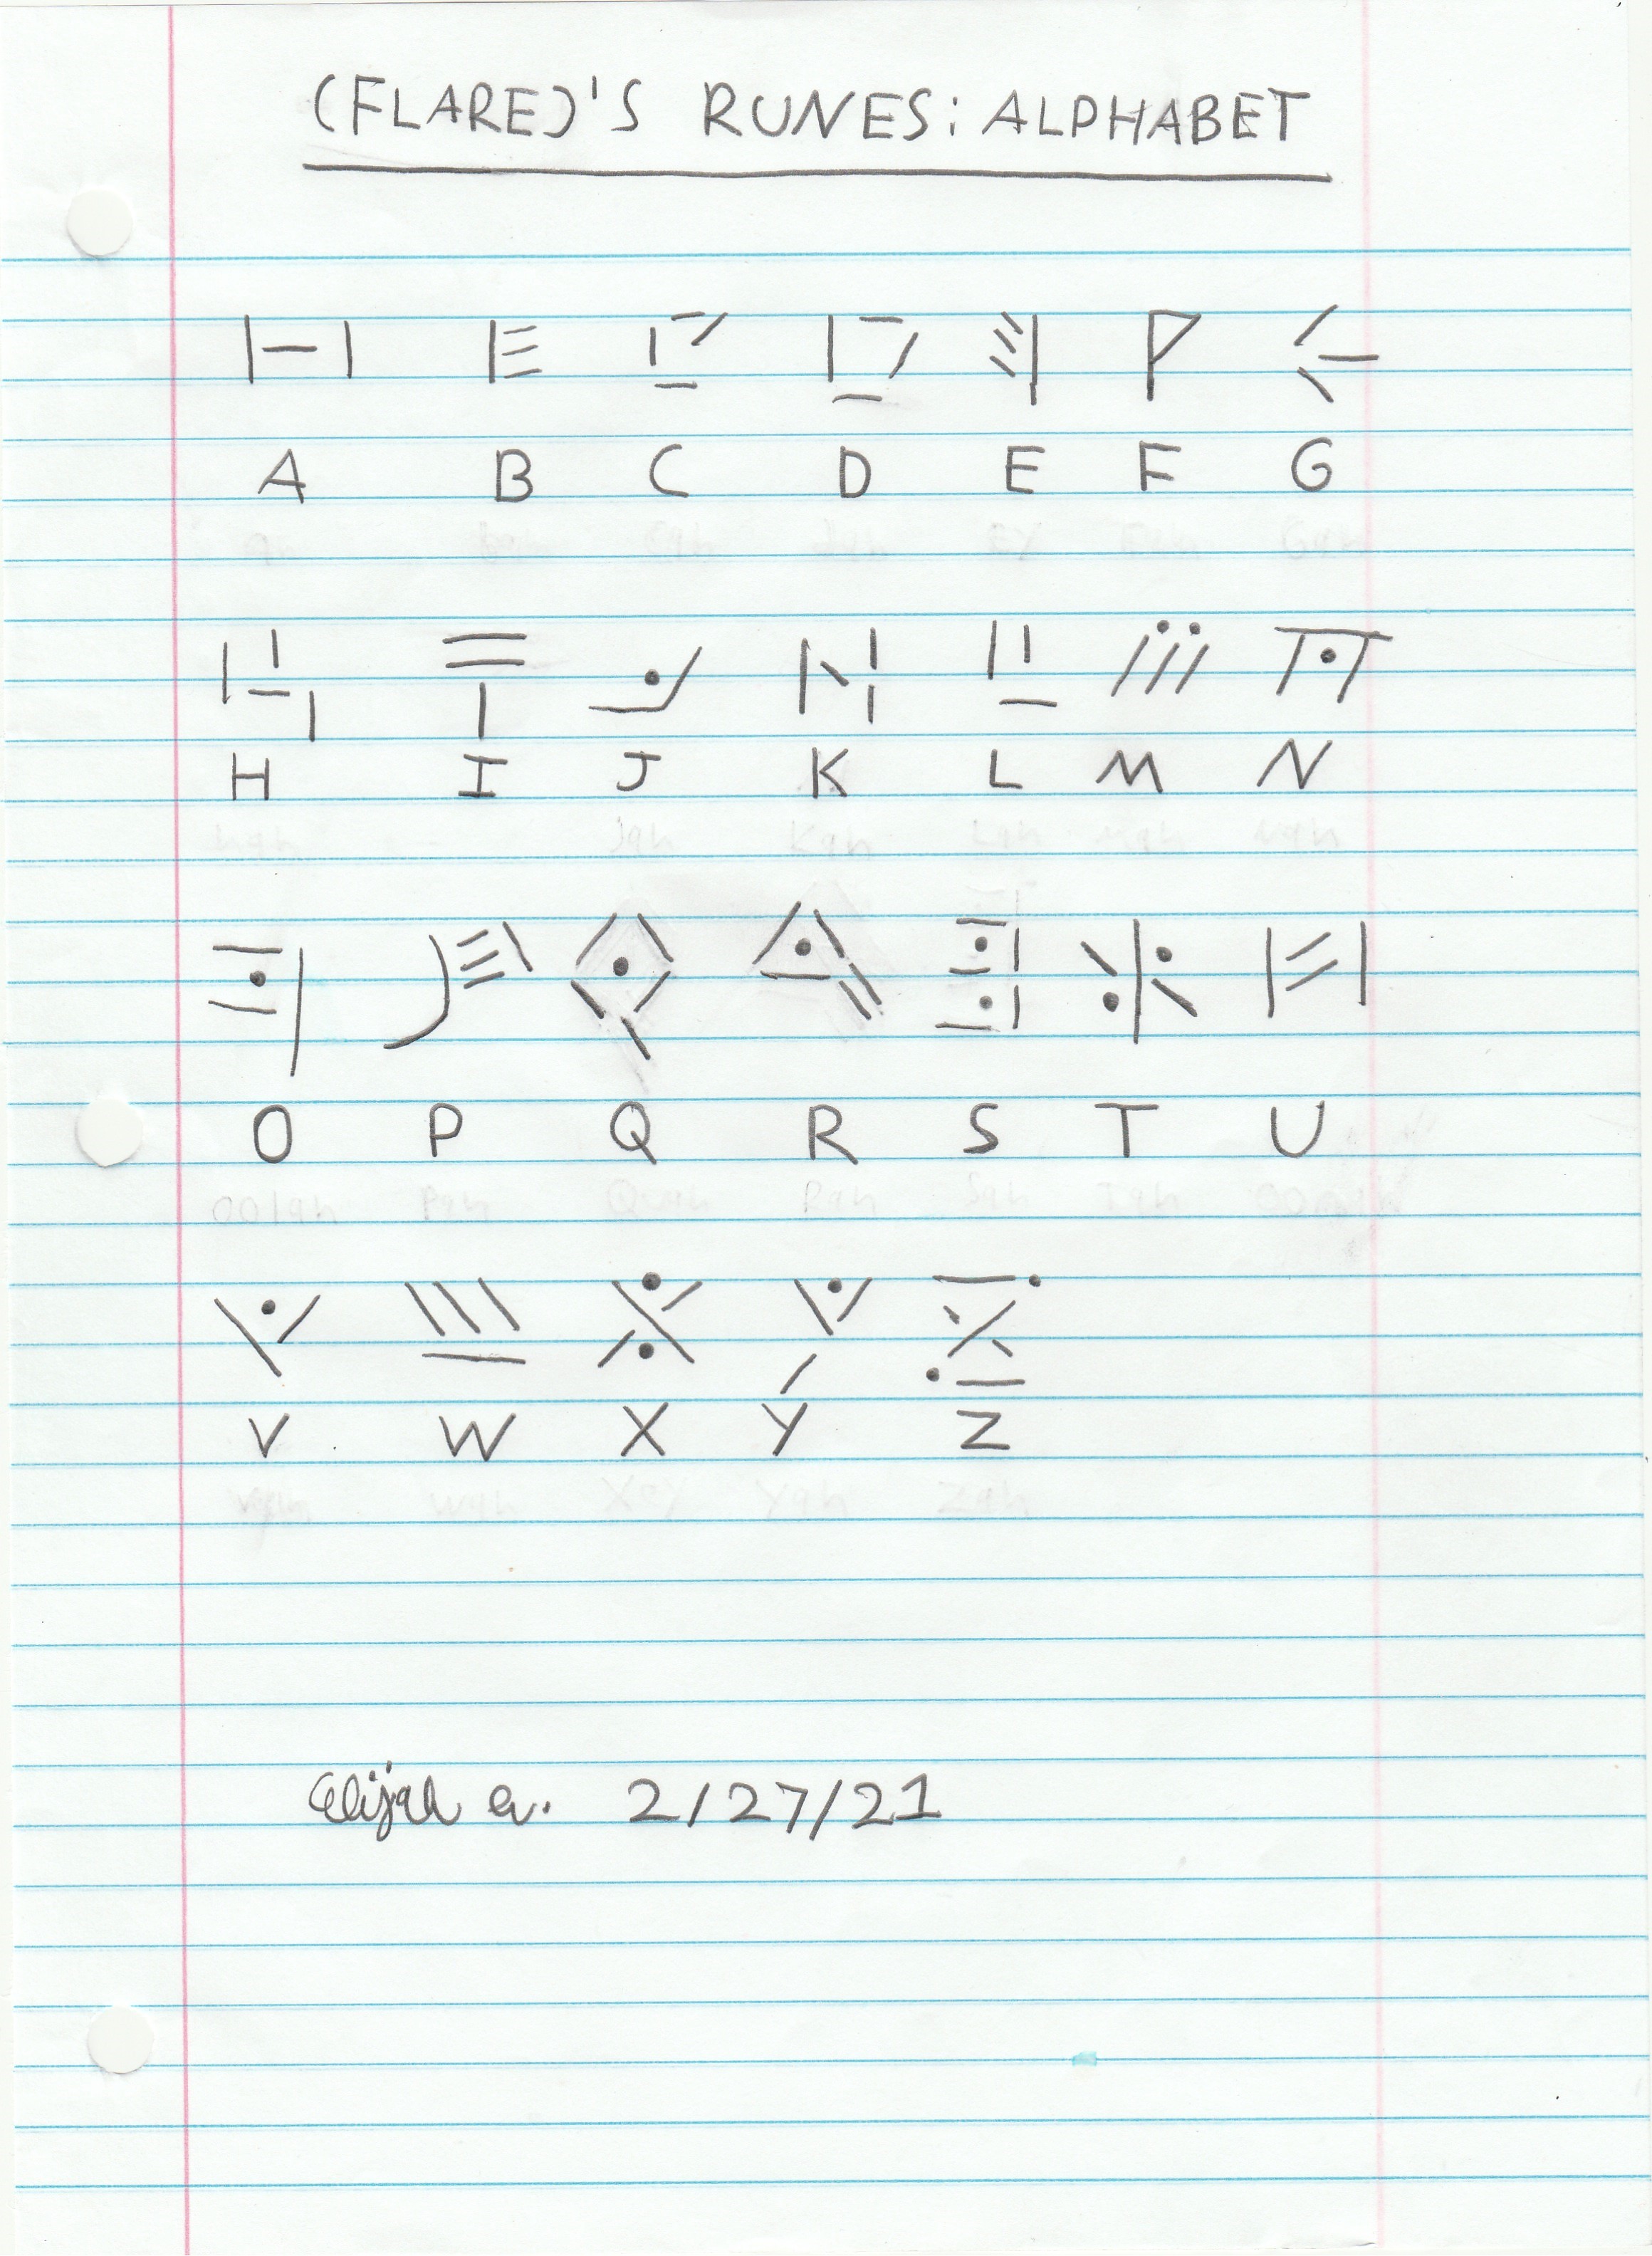 (FLARE)'S RUNES: ALPHABET
A B C D E F G
H I J K L M N
O P Q R S T U
V W X Y Z
Elijah a. 2/27/21